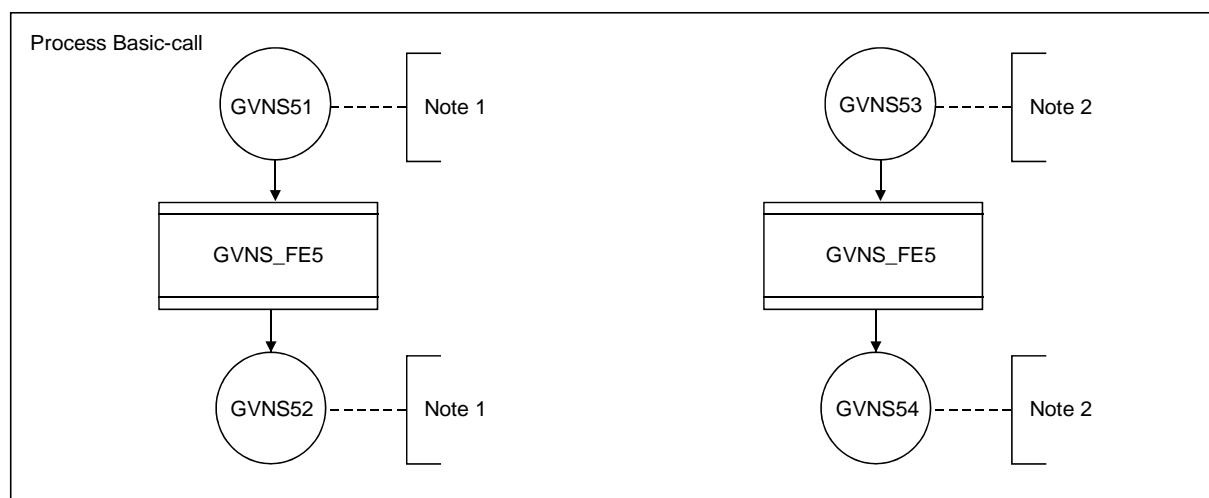 Process Basic-call
GVNS51
Note 1
GVNS53
Note 2
GVNS_FE5
GVNS_FE5
GVNS52
Note 1
GVNS54
Note 2